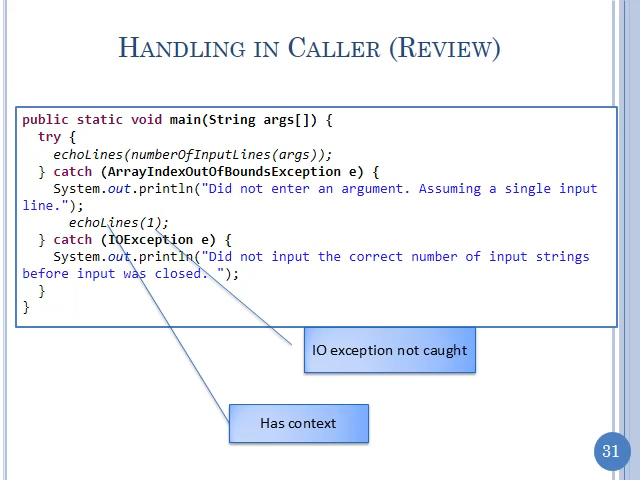 HANDLING IN CALLER (REVIEW)
public static void main(String args[]) {
try {
echoLines(numberOfInputLines(args));
} catch (ArrayIndexOutOfBoundsException e) {
System.out.println("Did not enter an argument. Assuming a single input
line.");
echoLines(1);
} catch (IOException e) {
System.out.println("Did not input the correct number of input strings
before input was closed. ");
}
}
IO exception not caught
Has context
31